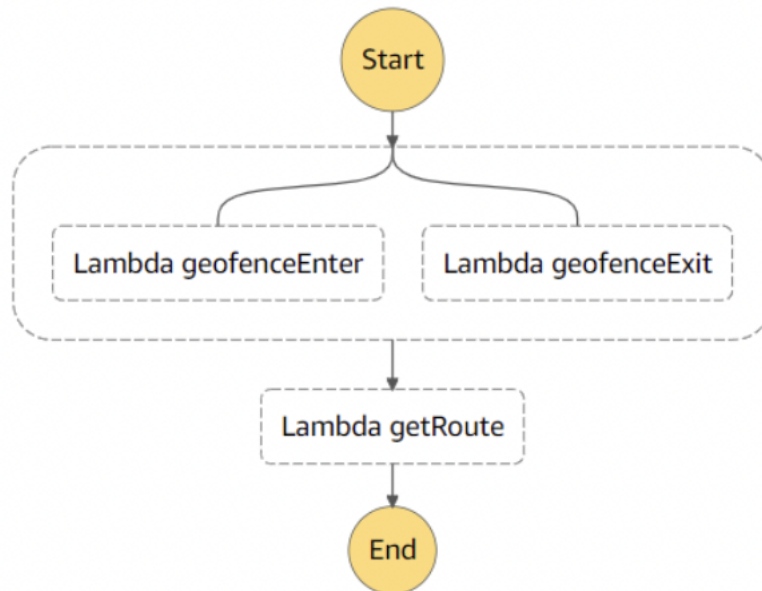 Start
Lambda geofenceEnter
Lambda geofenceExit
Lambda getRoute
End